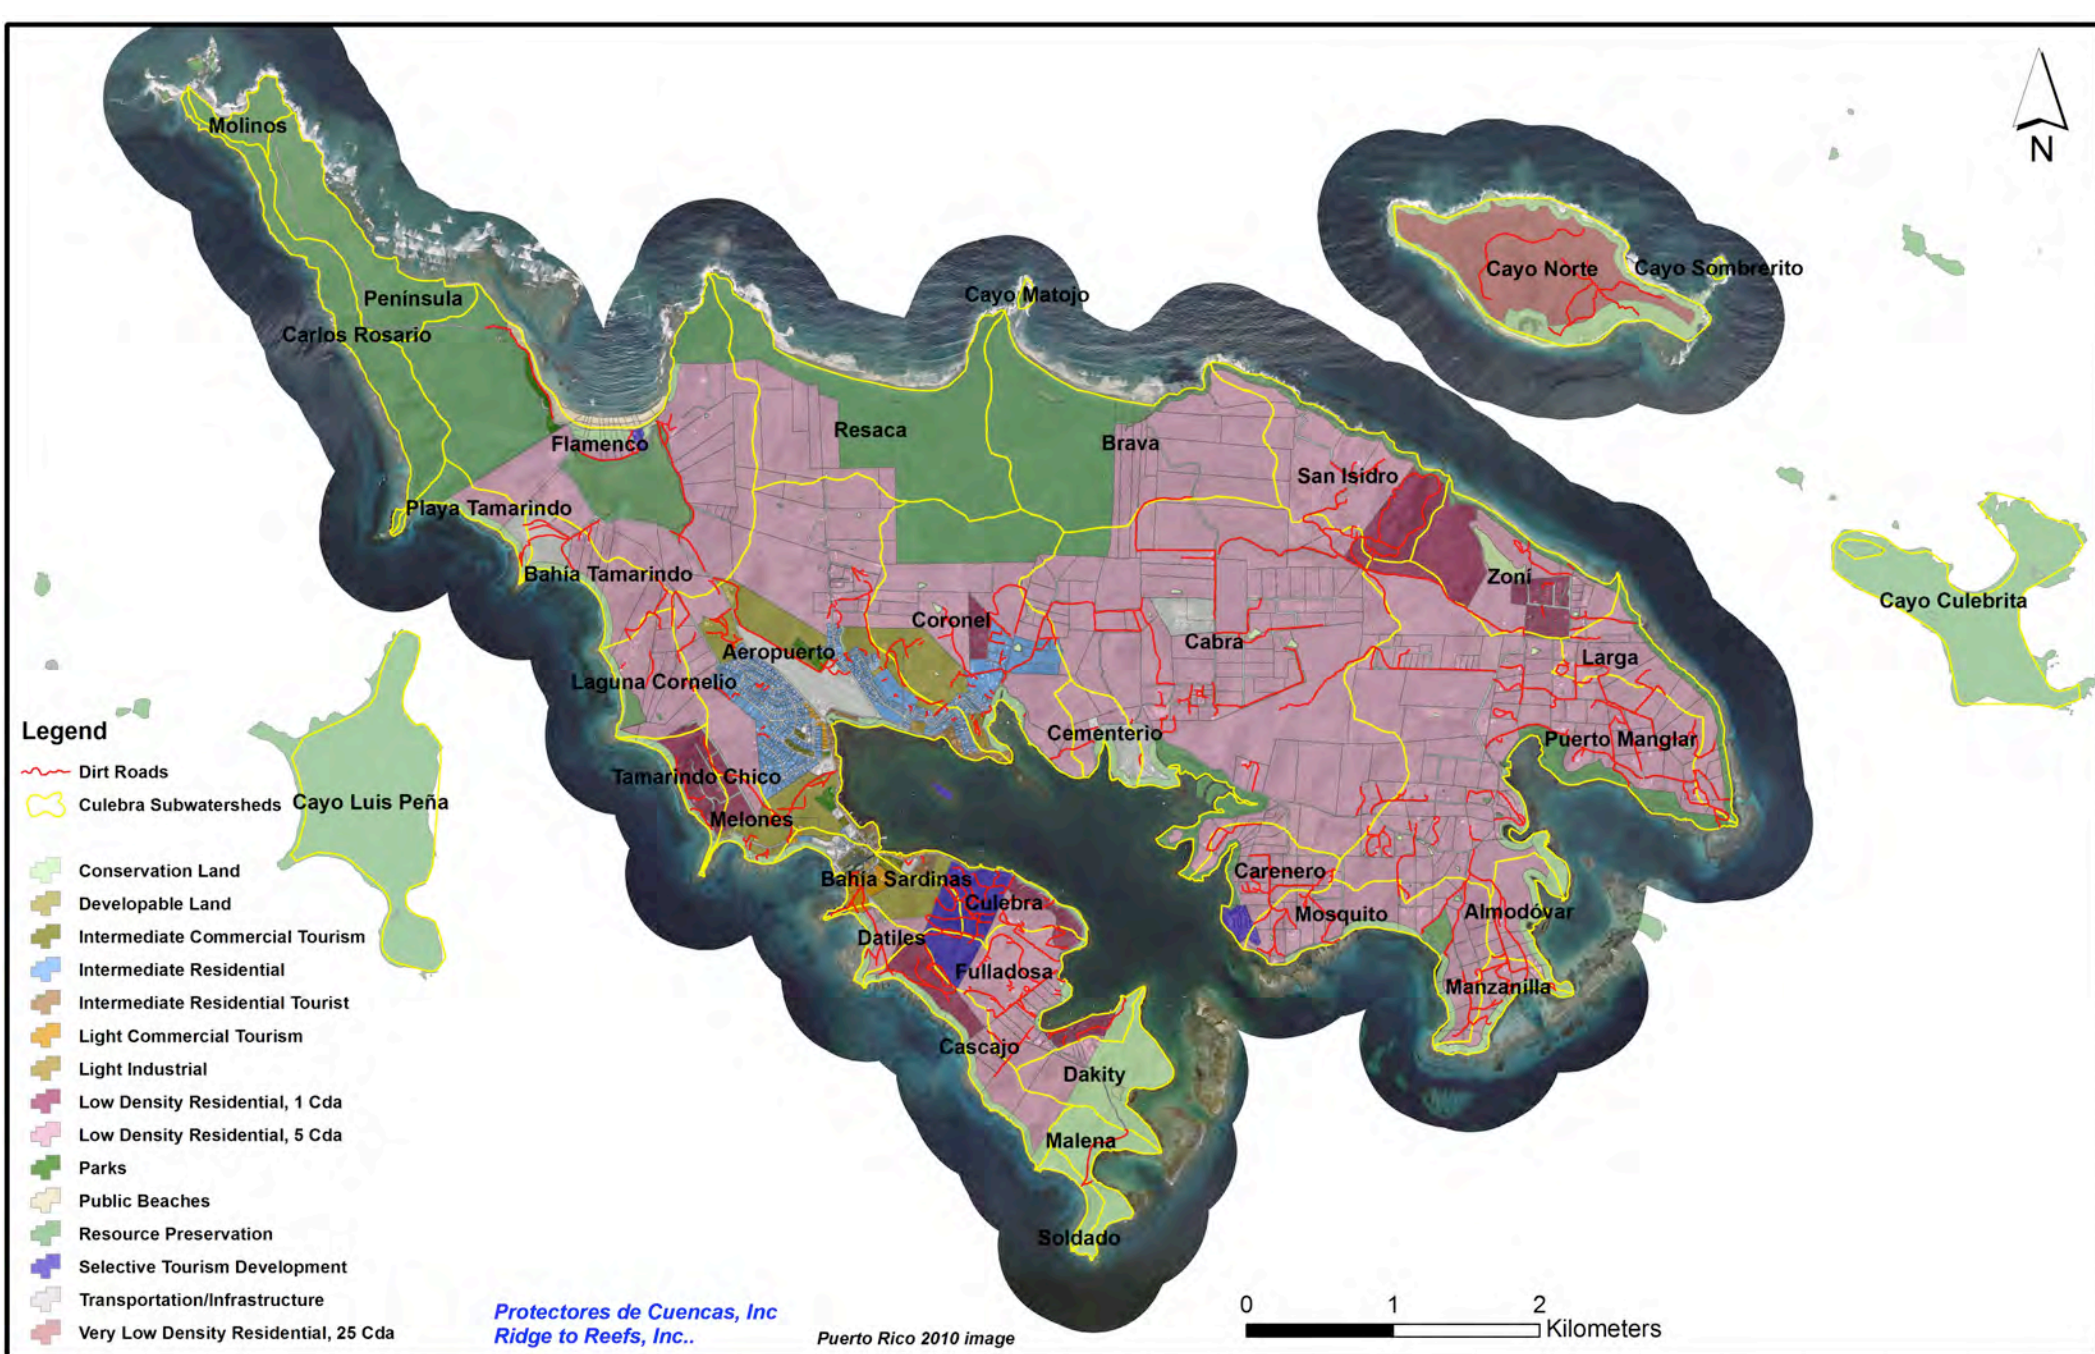 N
Molinos
Península
Carlos Rosario
Cayo Matojo
Cayo Norte
Cayo Sombrerito
Flamenco
Resaca
Brava
San Isidro
Playa Tamarindo
Bahía Tamarindo
Zoní
Cayo Culebrita
Coronel
Cabra
Aeropuerto
Larga
Laguna Cornelio
Cementerio
Puerto Manglar
Tamarindo Chico
Cayo Luis Peña
Melones
Bahía Sardinas
Culebra
Carenero
Mosquito
Almodóvar
Datiles
Fulladosa
Manzanilla
Cascajo
Dakity
Malena
Soldado
Legend
Dirt Roads
Culebra Subwatersheds
Conservation Land
Developable Land
Intermediate Commercial Tourism
Intermediate Residential
Intermediate Residential Tourist
Light Commercial Tourism
Light Industrial
Low Density Residential, 1 Cda
Low Density Residential, 5 Cda
Parks
Public Beaches
Resource Preservation
Selective Tourism Development
Transportation/Infrastructure
Very Low Density Residential, 25 Cda
Protectores de Cuencas, Inc
Ridge to Reefs, Inc..
Puerto Rico 2010 image
0 1 2
Kilometers